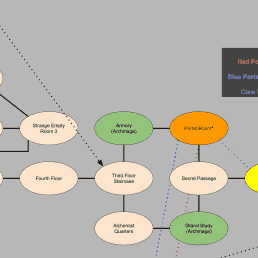 Red Po
Blue Porta
Claw
Strange Empty
Room 3
Armory
(Archmage)
Portal Room*
Fourth Floor
Third Floor
Staircase
Secret Passage
Alchemist
Quarters
Grand Study
(Archmage)